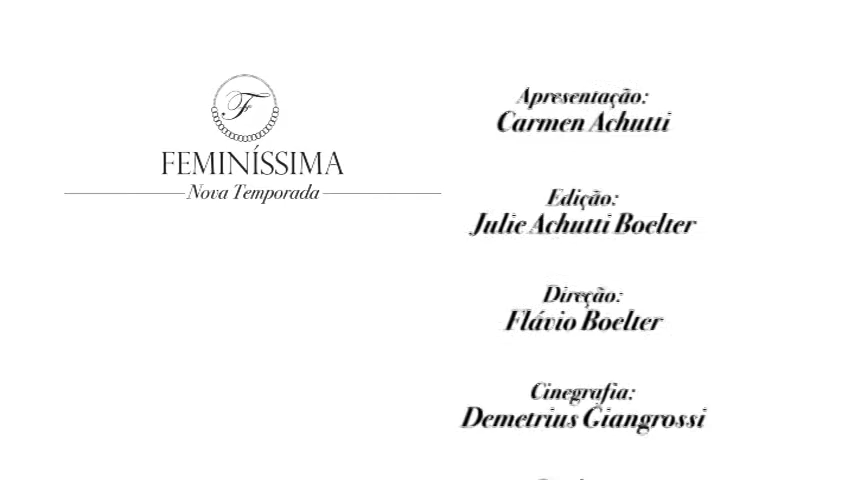 F
FEMINÍSSIMA
Nova Temporada
Apresentação:
Carmen Achutti
Edição:
Julie Achutti Boelter
Direção:
Flávio Boelter
Cinegrafia:
Demetrius Giangrossi